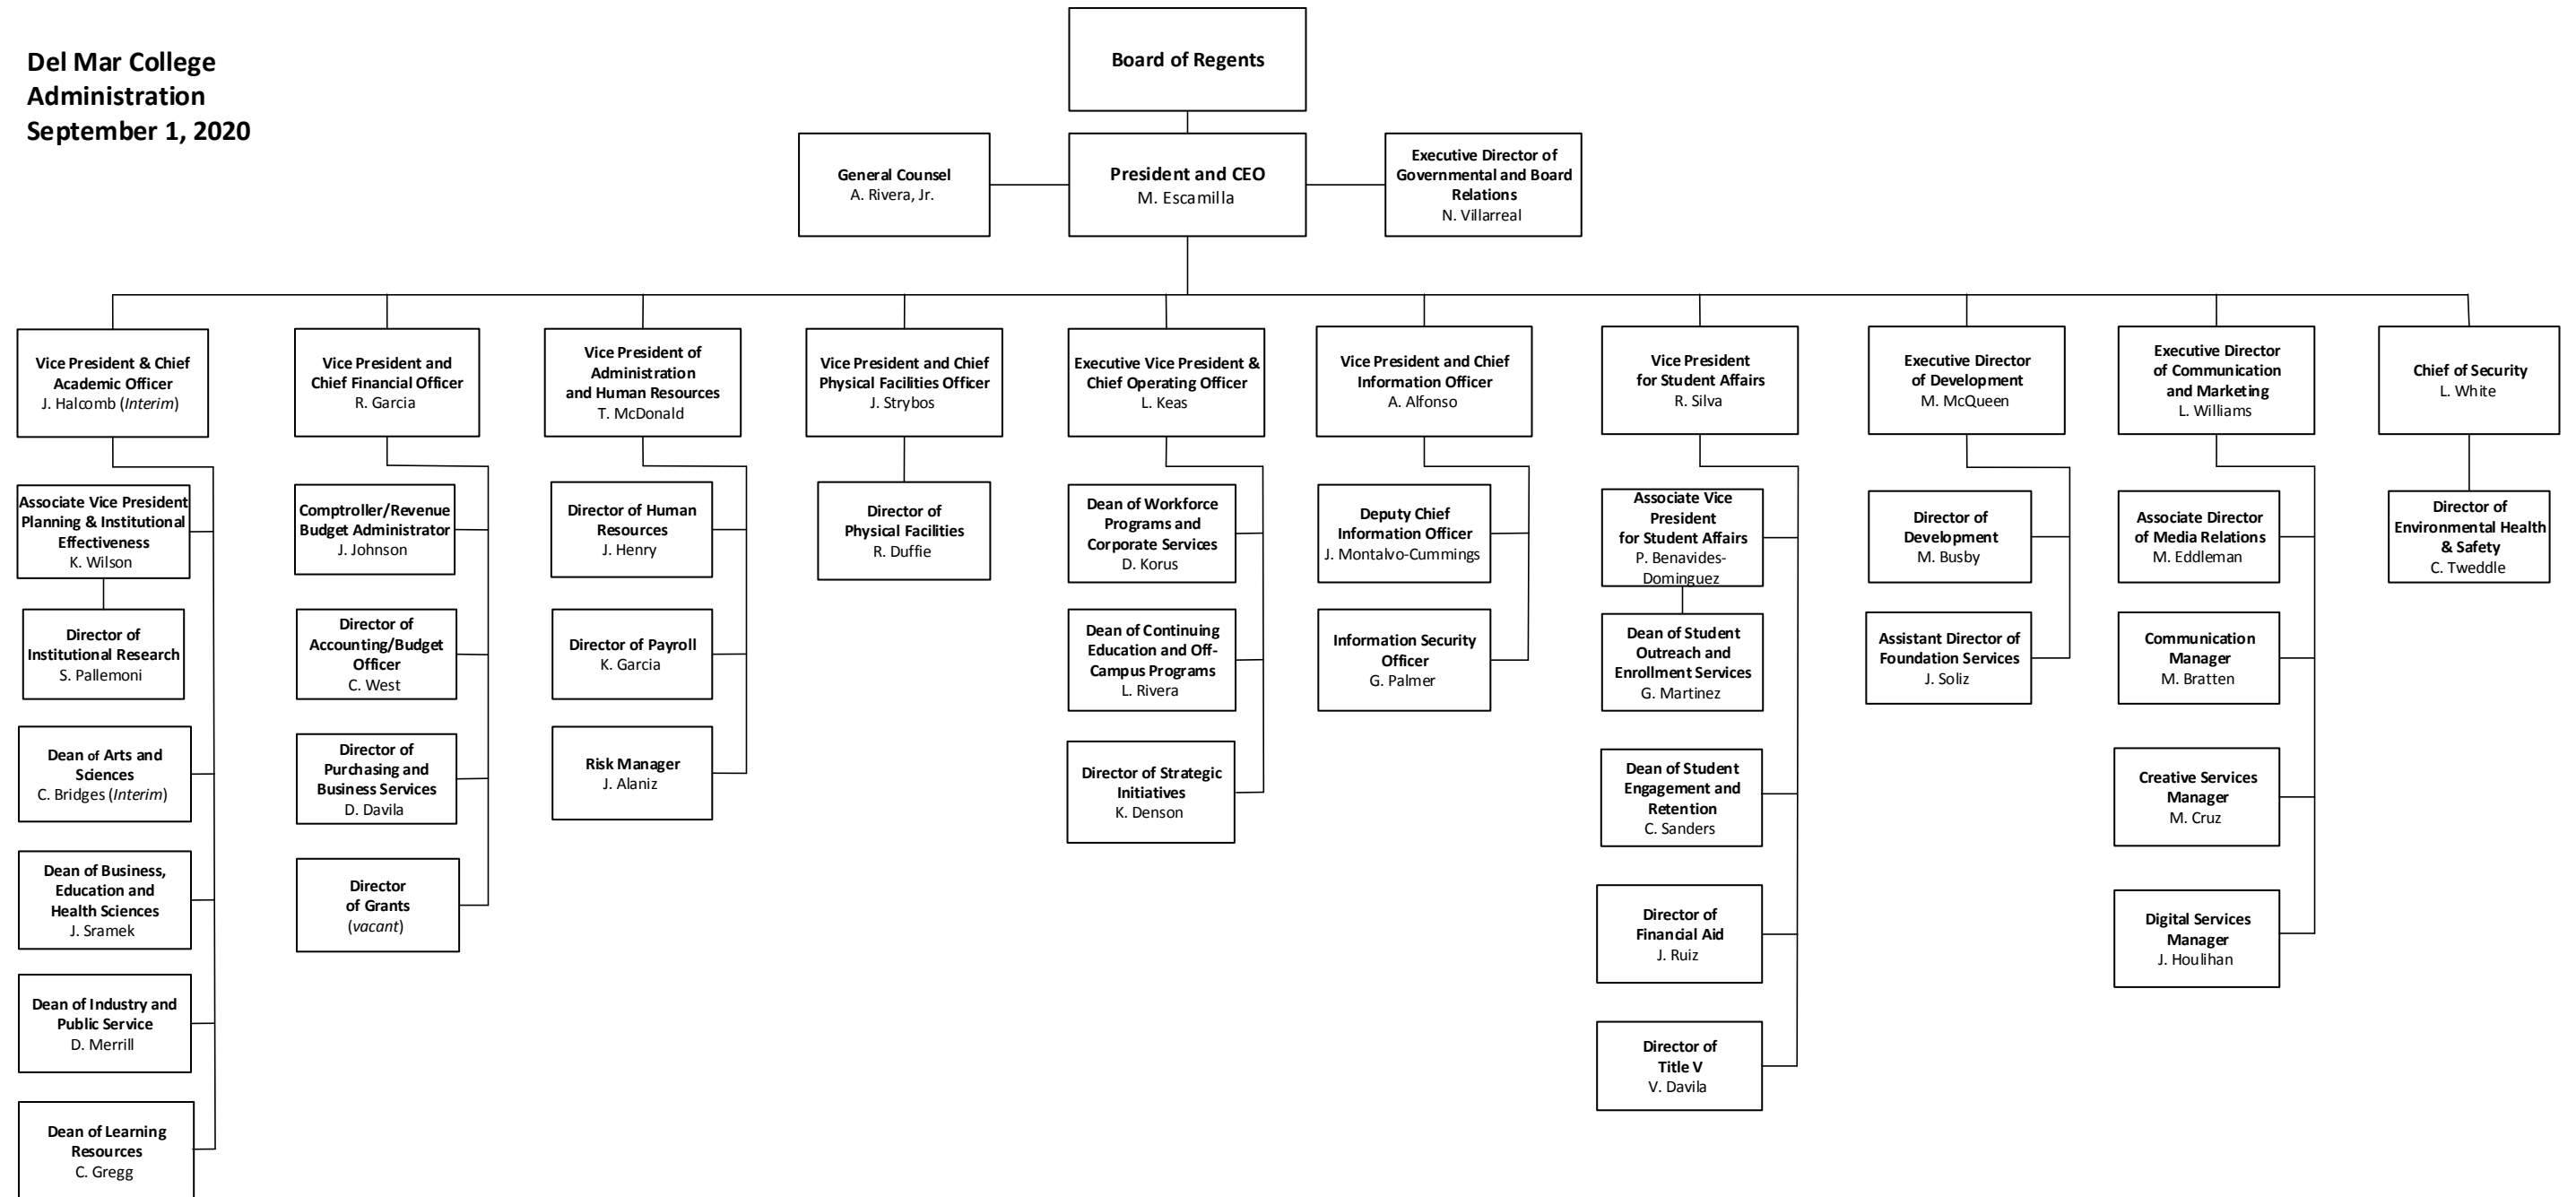 Del Mar College
Administration
September 1, 2020
Board of Regents
General Counsel
A. Rivera, Jr.
President and CEO
M. Escamilla
Executive Director of
Governmental and Board
Relations
N. Villarreal
Vice President & Chief
Academic Officer
J. Halcomb (Interim)
Vice President and
Chief Financial Officer
R. Garcia
Vice President of
Administration
and Human Resources
T. McDonald
Vice President and Chief
Physical Facilities Officer
J. Strybos
Executive Vice President &
Chief Operating Officer
L. Keas
Vice President and Chief
Information Officer
A. Alfonso
Vice President
for Student Affairs
R. Silva
Executive Director
of Development
M. McQueen
Executive Director
of Communication
and Marketing
L. Williams
Chief of Security
L. White
Associate Vice President
Planning & Institutional
Effectiveness
K. Wilson
Director of
Institutional Research
S. Pallemoni
Dean of Arts and
Sciences
C. Bridges (Interim)
Dean of Business,
Education and
Health Sciences
J. Sramek
Dean of Industry and
Public Service
D. Merrill
Dean of Learning
Resources
C. Gregg
Comptroller/Revenue
Budget Administrator
J. Johnson
Director of
Accounting/Budget
Officer
C. West
Director of
Purchasing and
Business Services
D. Davila
Director
of Grants
(vacant)
Director of Human
Resources
J. Henry
Director of Payroll
K. Garcia
Risk Manager
J. Alaniz
Director of
Physical Facilities
R. Duffie
Dean of Workforce
Programs and
Corporate Services
D. Korus
Dean of Continuing
Education and Off-
Campus Programs
L. Rivera
Director of Strategic
Initiatives
K. Denson
Deputy Chief
Information Officer
J. Montalvo-Cummings
Information Security
Officer
G. Palmer
Associate Vice
President
for Student Affairs
P. Benavides-
Dominguez
Dean of Student
Outreach and
Enrollment Services
G. Martinez
Dean of Student
Engagement and
Retention
C. Sanders
Director of
Financial Aid
J. Ruiz
Director of
Title V
V. Davila
Director of
Development
M. Busby
Assistant Director of
Foundation Services
J. Soliz
Associate Director
of Media Relations
M. Eddleman
Communication
Manager
M. Bratten
Creative Services
Manager
M. Cruz
Digital Services
Manager
J. Houlihan
Director of
Environmental Health
& Safety
C. Tweddle